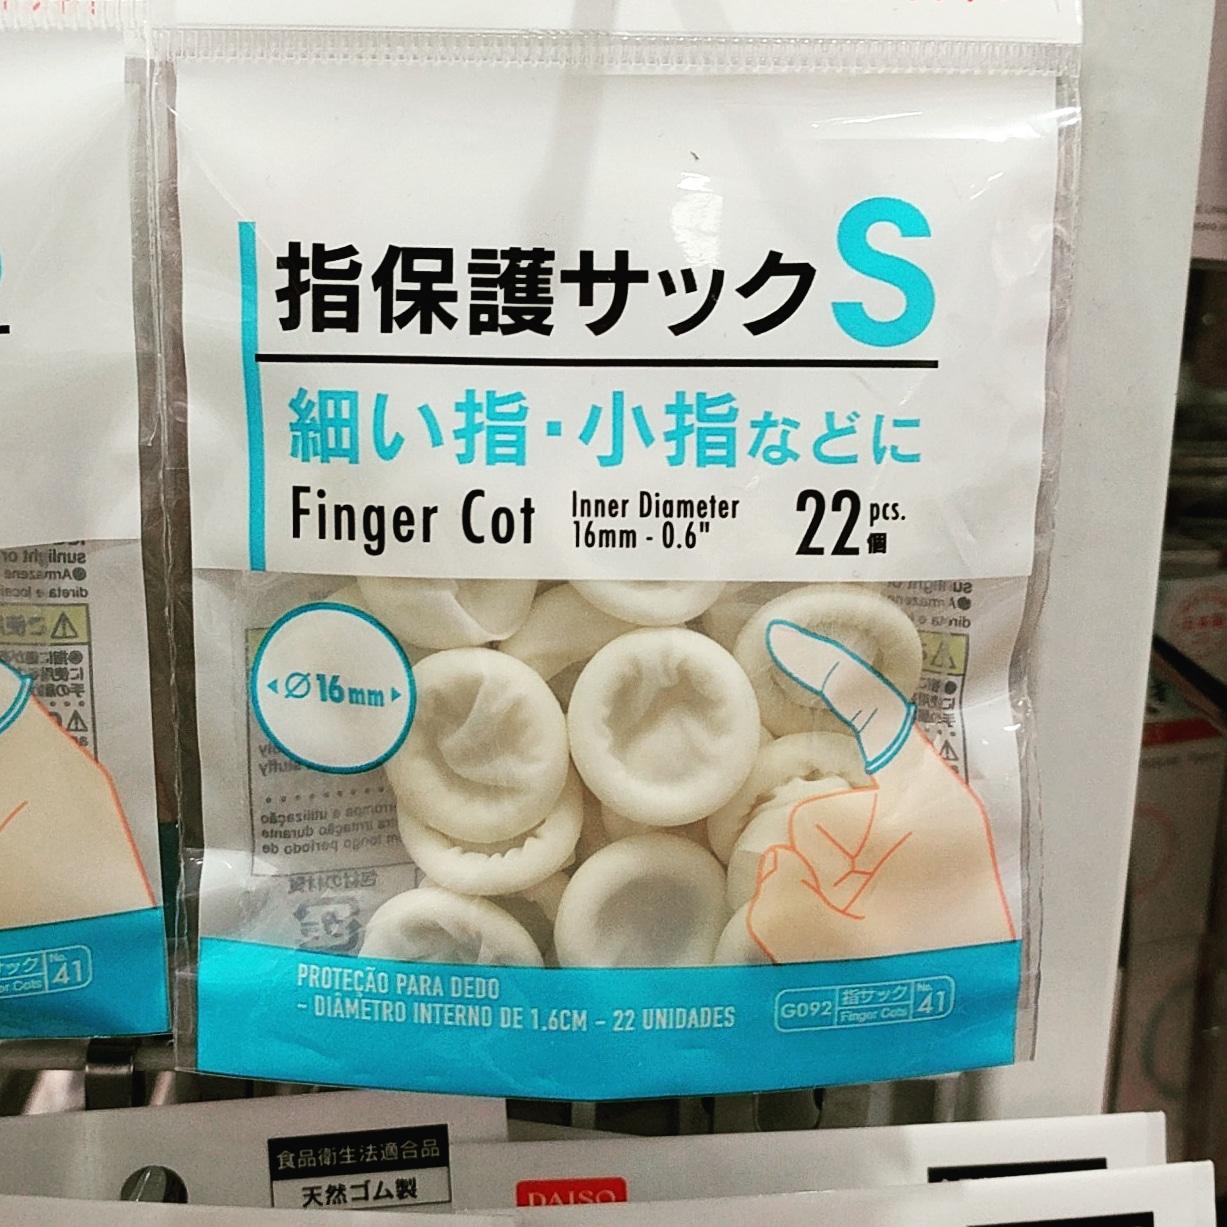 指保護サックS
細い指・小指などに
Finger Cot
Inner Diameter
16mm - 0.6"
22 pcs.
個
Ø16mm
PROTEÇÃO PARA DEDO
- DIÂMETRO INTERNO DE 1.6CM - 22 UNIDADES
G092 指サック Finger Cots No. 41
41
食品衛生法適合品
天然ゴム製
DAISO